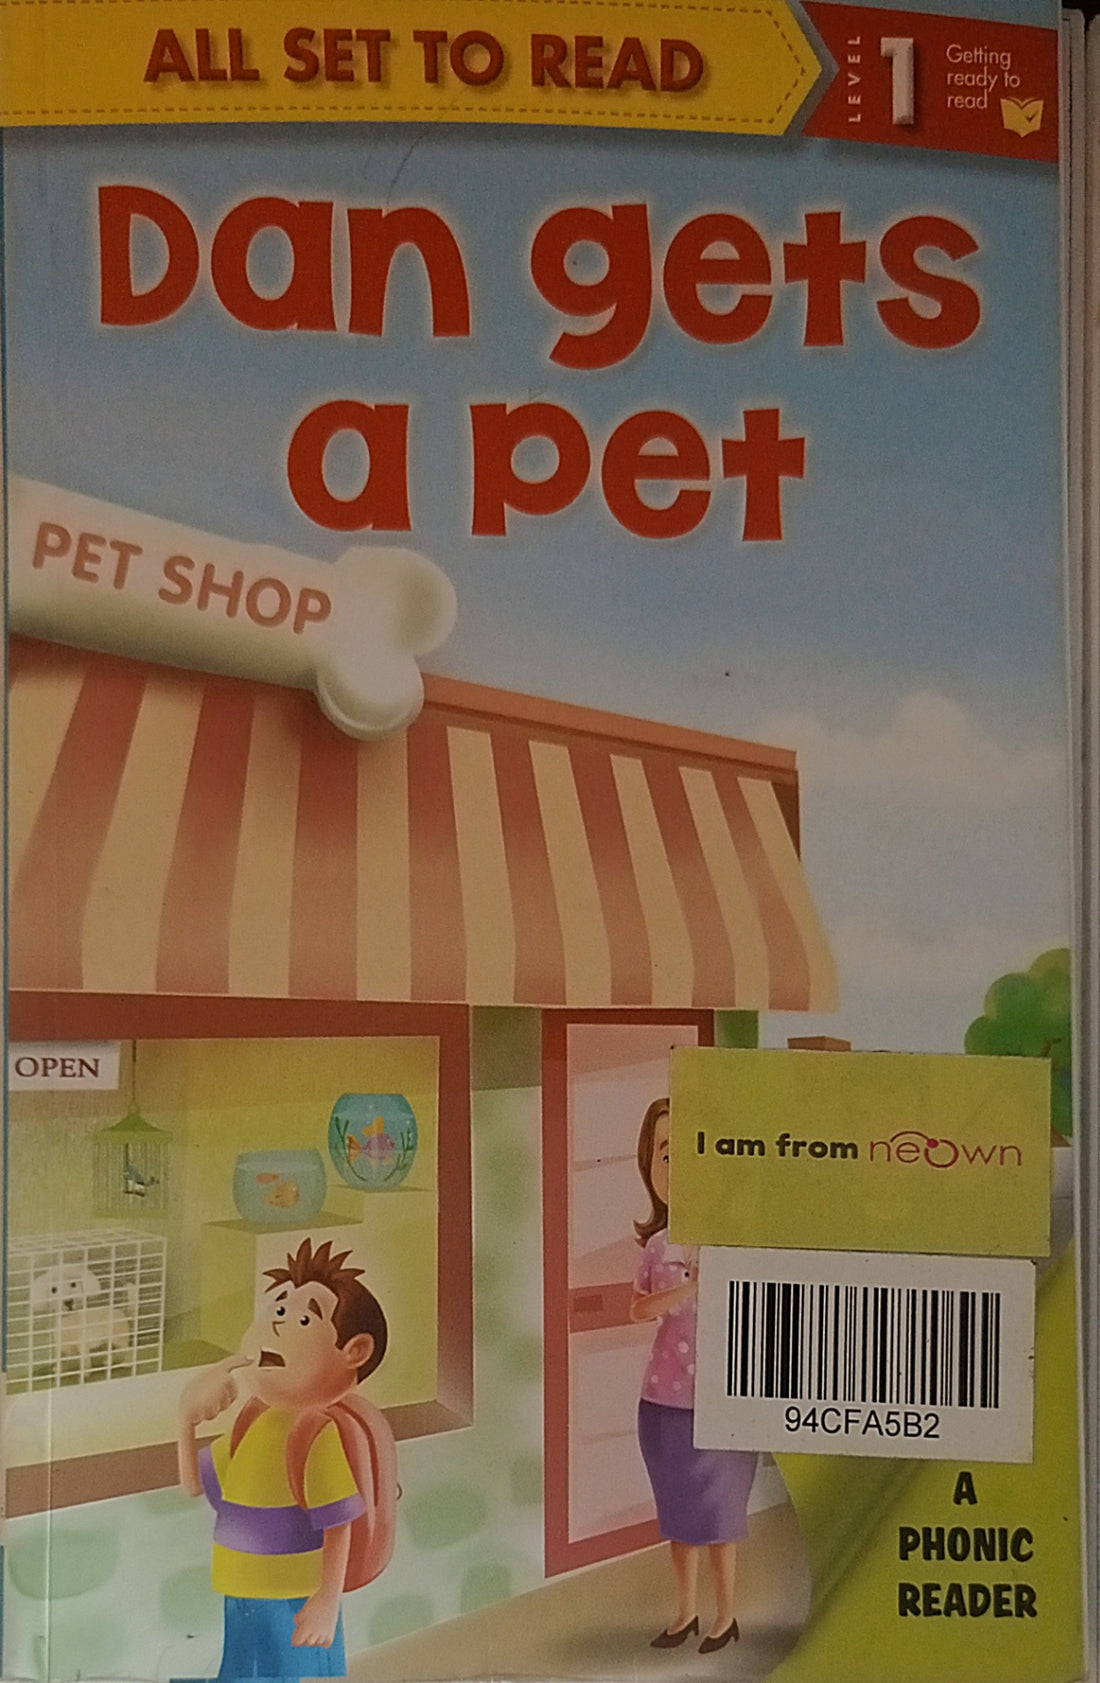 ALL SET TO READ
LEVEL 1
Getting
ready to
read
Dan gets
a pet
PET SHOP
OPEN
I am from neown
94CFA5B2
A
PHONIC
READER